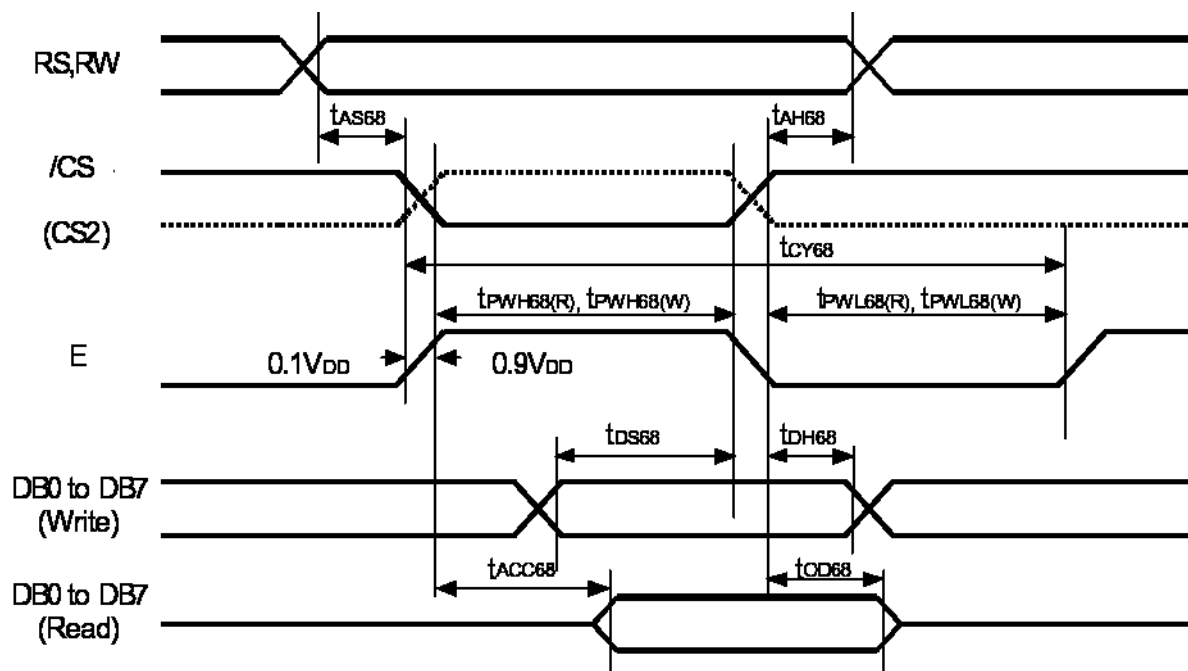 RS,RW
tAS68
tAH68
/CS
(CS2)
tCY68
tPWH68(R), tPWH68(W)
tPWL68(R), tPWL68(W)
E
0.1VDD
0.9VDD
tDS68
tDH68
DB0 to DB7
(Write)
tACC68
tOD68
DB0 to DB7
(Read)